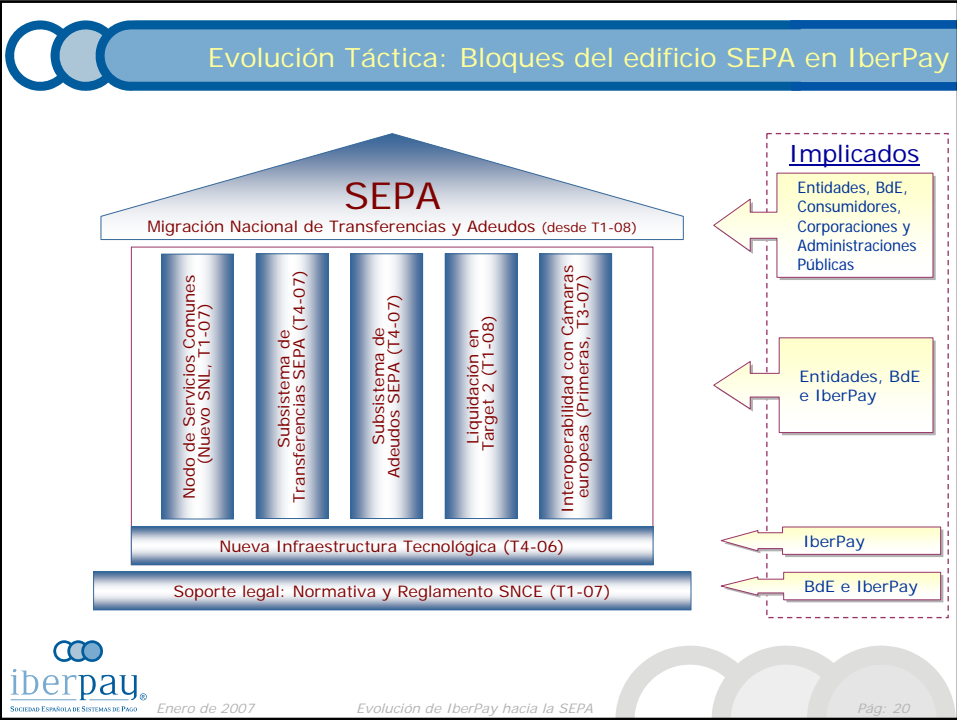 Evolución Táctica: Bloques del edificio SEPA en IberPay
SEPA
Migración Nacional de Transferencias y Adeudos (desde T1-08)
Nodo de Servicios Comunes
(Nuevo SNL, T1-07)
Subsistema de
Transferencias SEPA (T4-07)
Subsistema de
Adeudos SEPA (T4-07)
Liquidación en
Target 2 (T1-08)
Interoperabilidad con Cámaras
europeas (Primeras, T3-07)
Nueva Infraestructura Tecnológica (T4-06)
Soporte legal: Normativa y Reglamento SNCE (T1-07)
Implicados
Entidades, BdE,
Consumidores,
Corporaciones y
Administraciones
Públicas
Entidades, BdE
e IberPay
IberPay
BdE e IberPay
iberpay®
Sociedad Española de Sistemas de Pago
Enero de 2007
Evolución de IberPay hacia la SEPA
Pág: 20